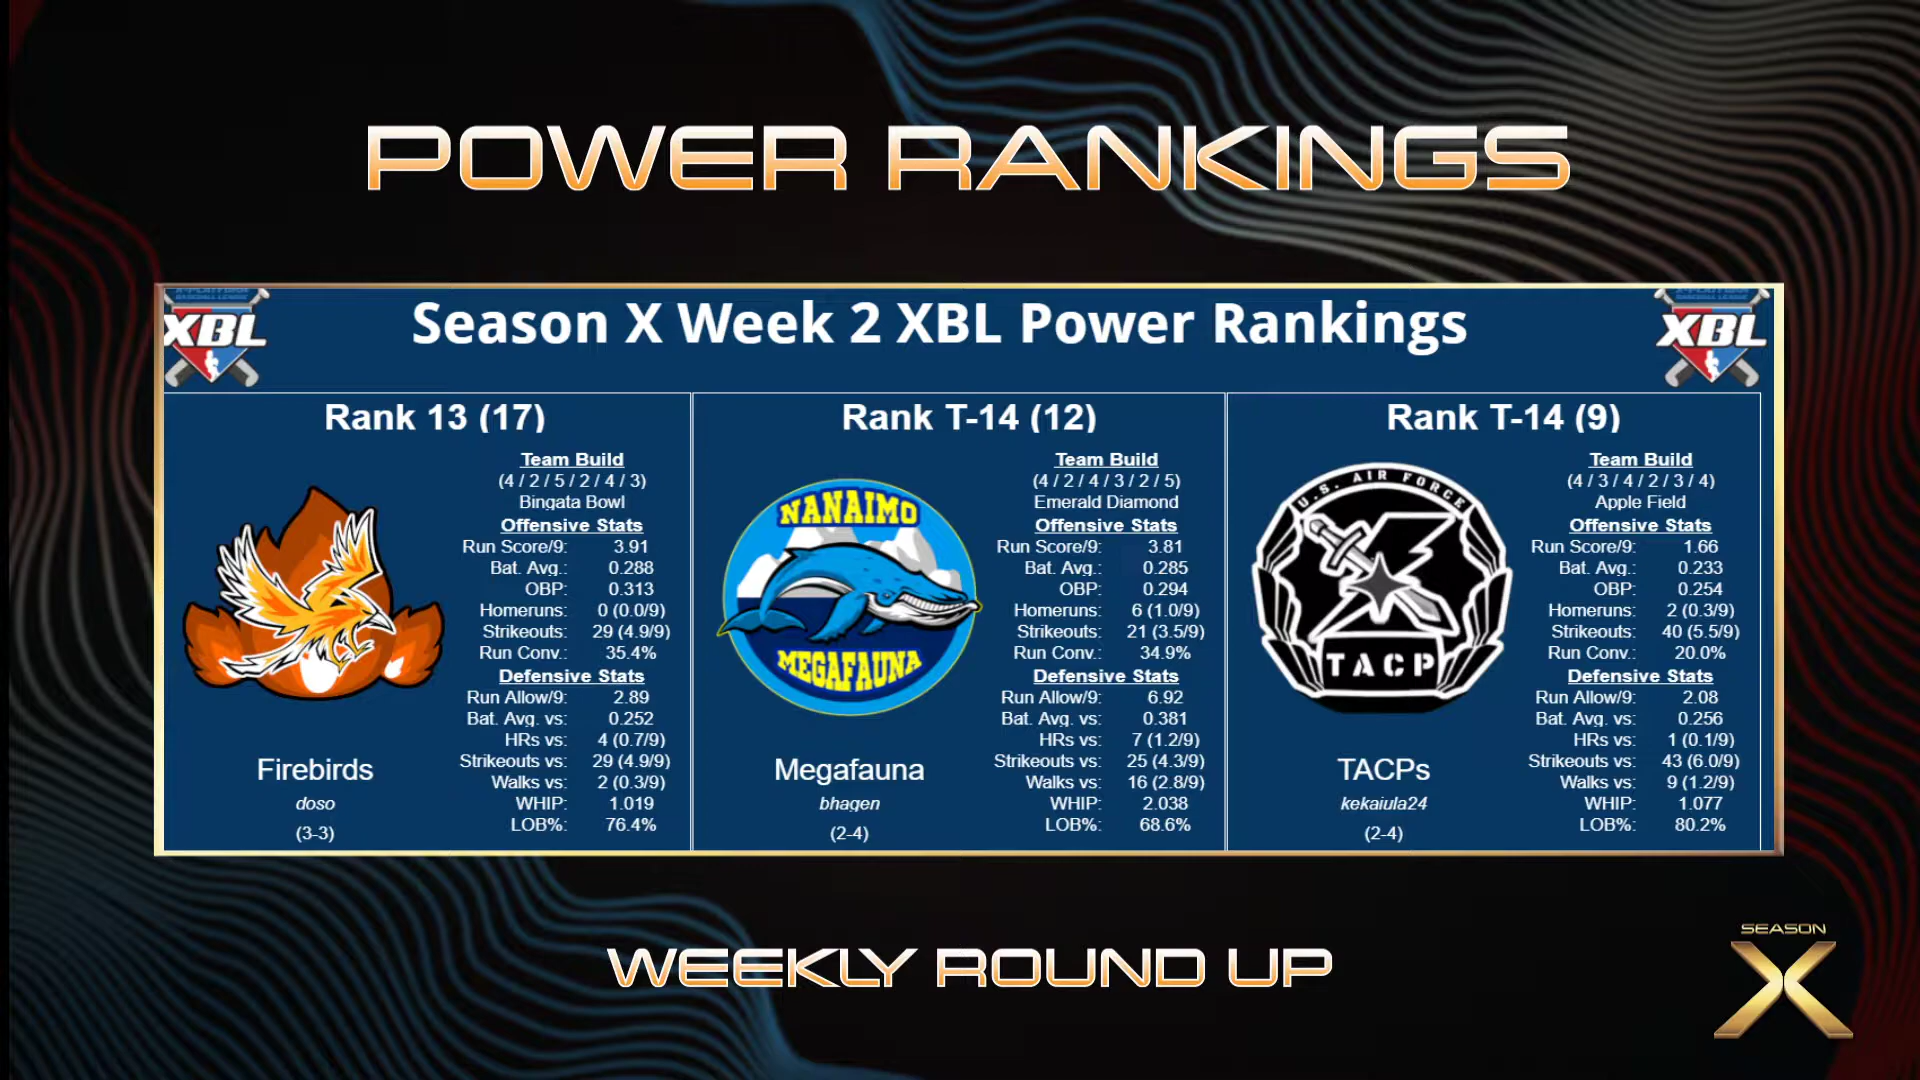 POWER RANKINGS
XBL
Season X Week 2 XBL Power Rankings
XBL
Rank 13 (17)
Team Build
(4 / 2 / 5 / 2 / 4 / 3)
Bingata Bowl
Offensive Stats
Run Score/9: 3.91
Bat. Avg.: 0.288
OBP: 0.313
Homeruns: 0 (0.0/9)
Strikeouts: 29 (4.9/9)
Run Conv.: 35.4%
Defensive Stats
Run Allow/9: 2.89
Bat. Avg. vs: 0.252
HRs vs: 4 (0.7/9)
Strikeouts vs: 29 (4.9/9)
Walks vs: 2 (0.3/9)
WHIP: 1.019
LOB%: 76.4%
Firebirds
doso
(3-3)
Rank T-14 (12)
NANAIMO
MEGAFAUNA
Team Build
(4 / 2 / 4 / 3 / 2 / 5)
Emerald Diamond
Offensive Stats
Run Score/9: 3.81
Bat. Avg.: 0.285
OBP: 0.294
Homeruns: 6 (1.0/9)
Strikeouts: 21 (3.5/9)
Run Conv.: 34.9%
Defensive Stats
Run Allow/9: 6.92
Bat. Avg. vs: 0.381
HRs vs: 7 (1.2/9)
Strikeouts vs: 25 (4.3/9)
Walks vs: 16 (2.8/9)
WHIP: 2.038
LOB%: 68.6%
Megafauna
bhagen
(2-4)
Rank T-14 (9)
U.S. AIR FORCE
TACP
Team Build
(4 / 3 / 4 / 2 / 3 / 4)
Apple Field
Offensive Stats
Run Score/9: 1.66
Bat. Avg.: 0.233
OBP: 0.254
Homeruns: 2 (0.3/9)
Strikeouts: 40 (5.5/9)
Run Conv.: 20.0%
Defensive Stats
Run Allow/9: 2.08
Bat. Avg. vs: 0.256
HRs vs: 1 (0.1/9)
Strikeouts vs: 43 (6.0/9)
Walks vs: 9 (1.2/9)
WHIP: 1.077
LOB%: 80.2%
TACPs
kekaiula24
(2-4)
WEEKLY ROUND UP
SEASON
X